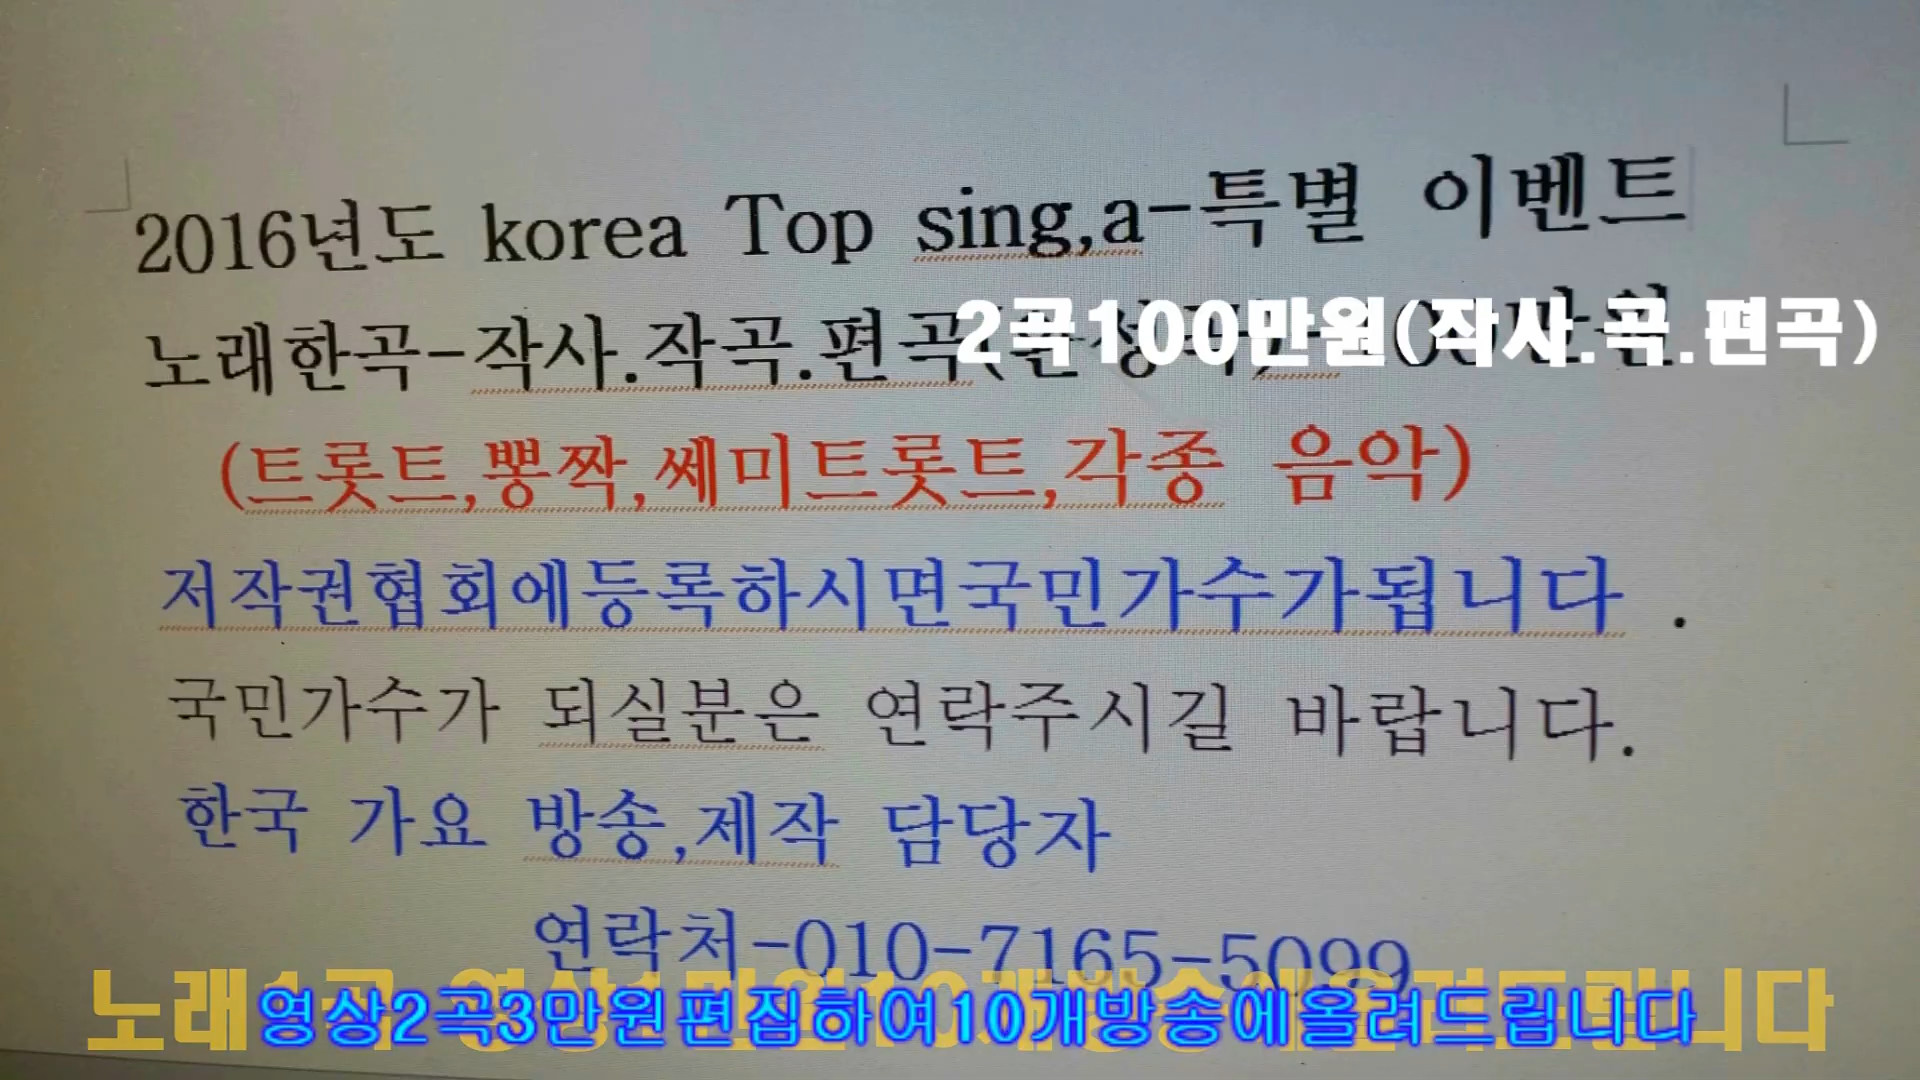 2016년도 korea Top sing,a-특별 이벤트
노래한곡-작사.작곡.편곡
2곡100만원(작사.곡.편곡)
(트롯트,뽕짝,쎄미트롯트,각종 음악)
저작권협회에등록하시면국민가수가됩니다 .
국민가수가 되실분은 연락주시길 바랍니다.
한국 가요 방송,제작 담당자
연락처-010-7165-5099
노래1곡
영상2곡3만원편집하여10개방송에올려드립니다